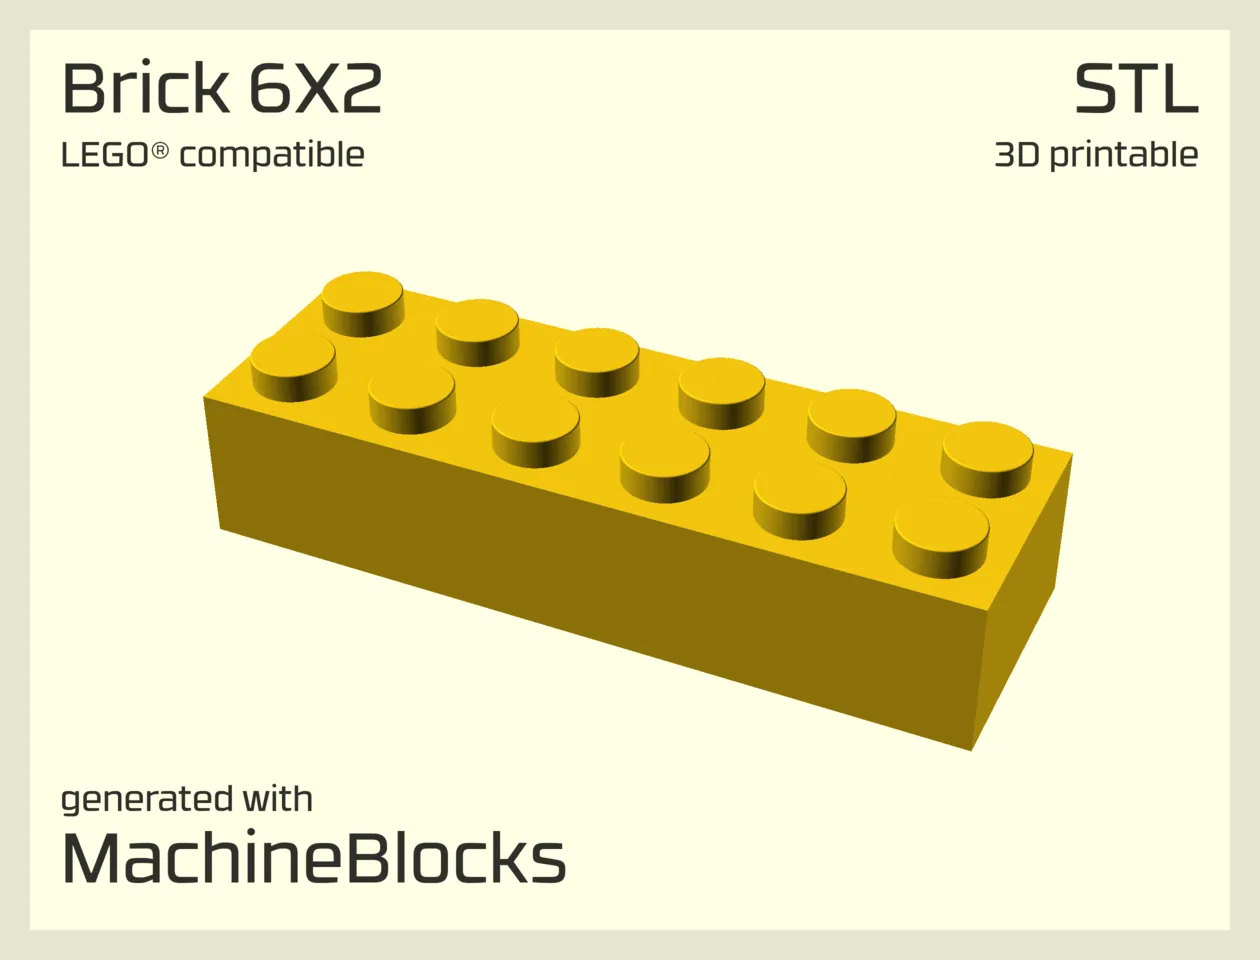 Brick 6X2
STL
LEGO® compatible
3D printable
generated with
MachineBlocks